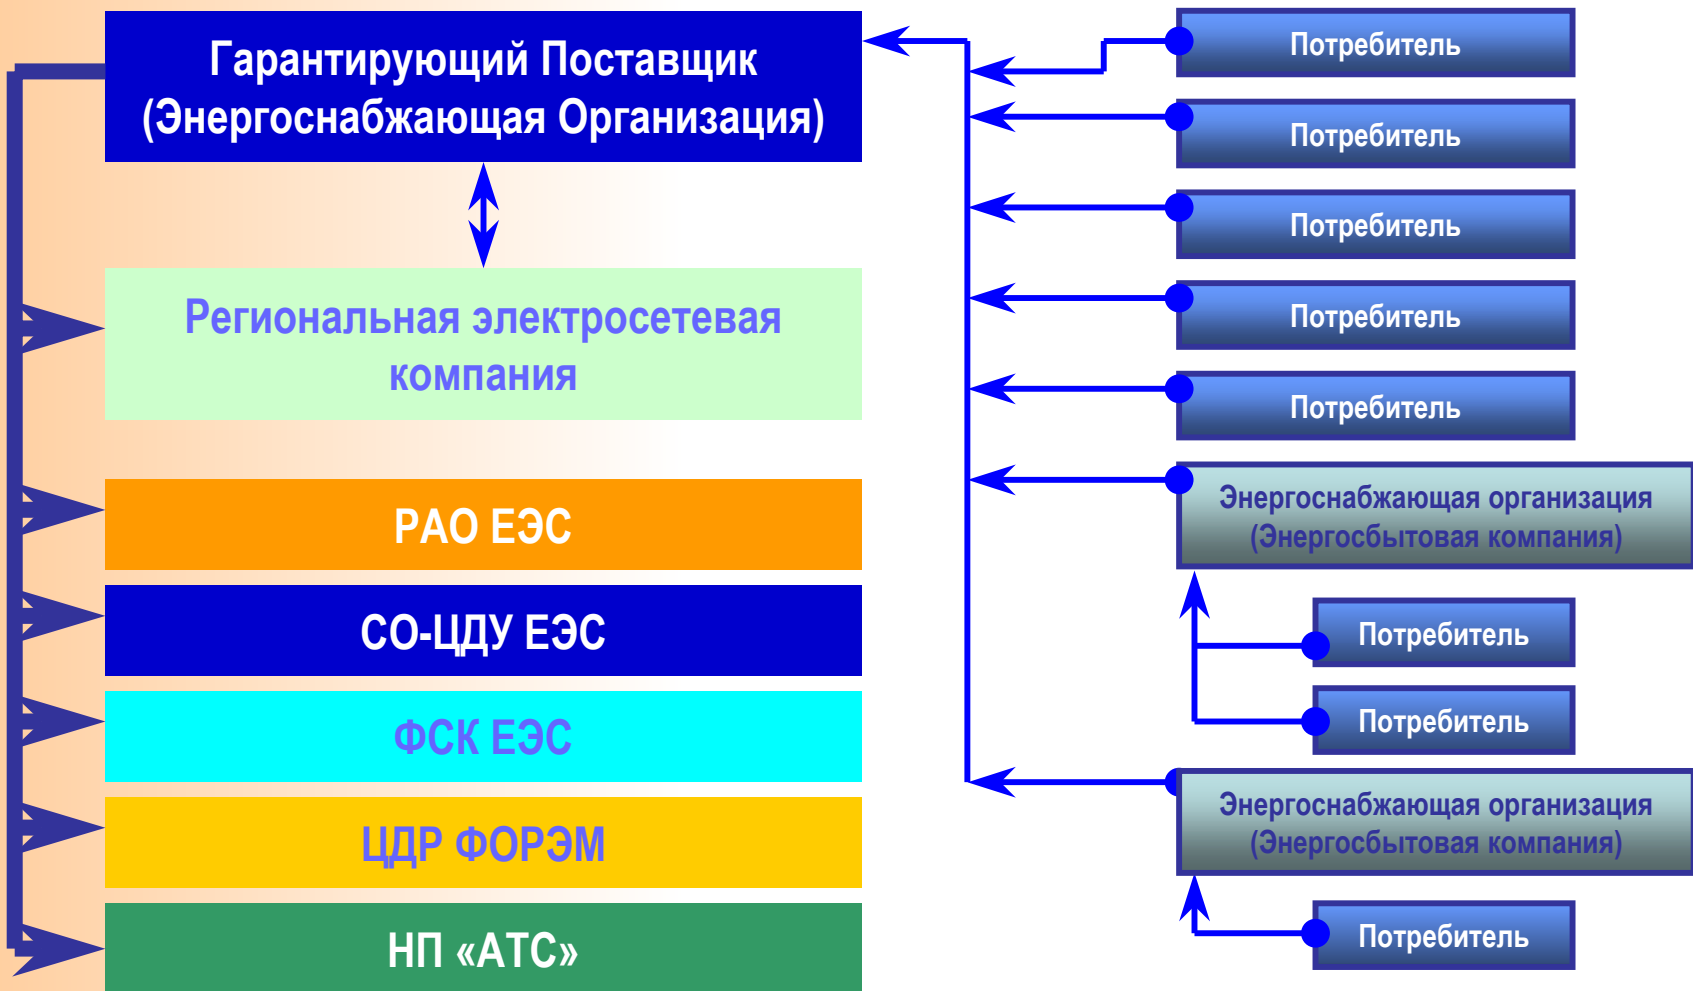 Гарантирующий Поставщик
(Энергоснабжающая Организация)
Региональная электросетевая
компания
РАО ЕЭС
СО-ЦДУ ЕЭС
ФСК ЕЭС
ЦДР ФОРЭМ
НП «АТС»
Потребитель
Потребитель
Потребитель
Потребитель
Потребитель
Энергоснабжающая организация
(Энергосбытовая компания)
Потребитель
Потребитель
Энергоснабжающая организация
(Энергосбытовая компания)
Потребитель